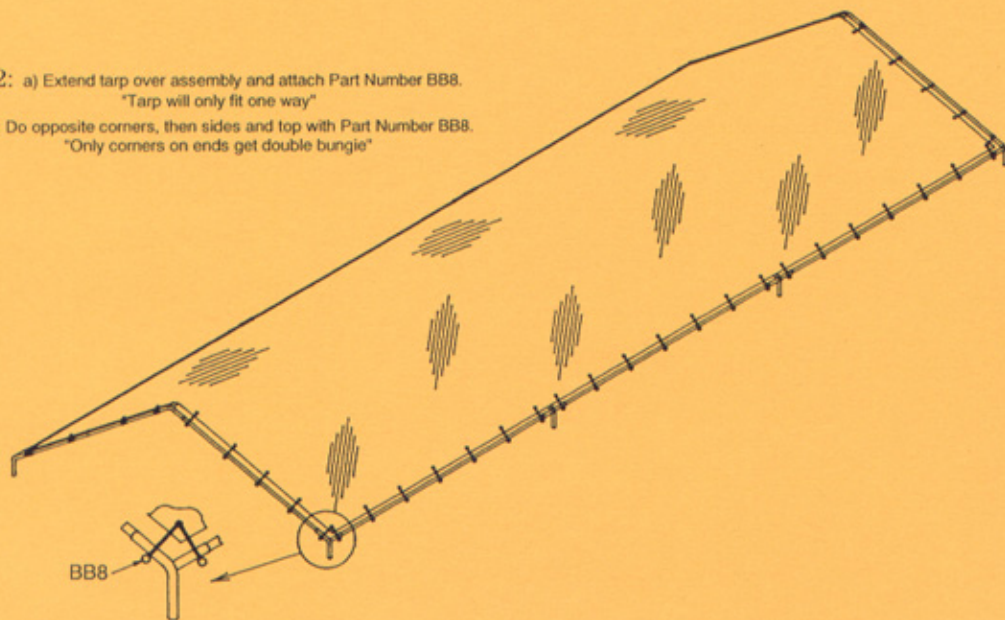 2: a) Extend tarp over assembly and attach Part Number BB8.
"Tarp will only fit one way"
Do opposite corners, then sides and top with Part Number BB8.
"Only corners on ends get double bungie"
BB8